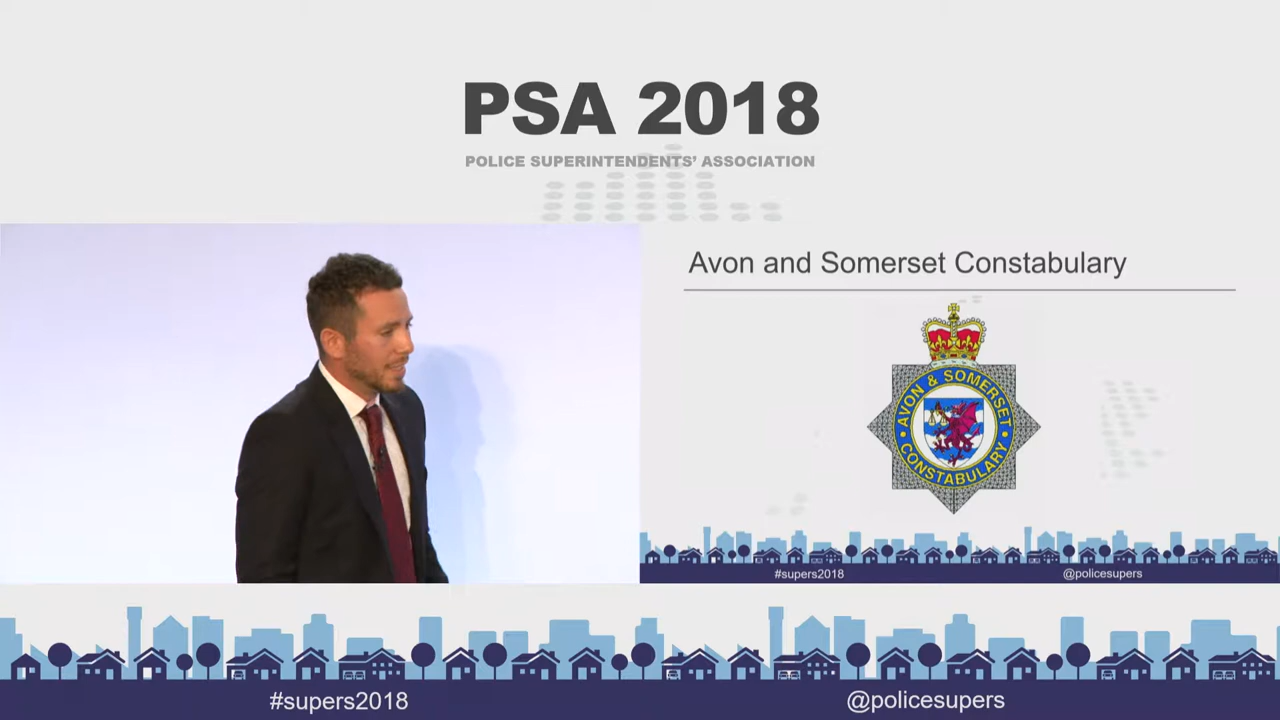 PSA 2018
POLICE SUPERINTENDENTS' ASSOCIATION
Avon and Somerset Constabulary
AVON & SOMERSET
CONSTABULARY
#supers2018
@policesupers
#supers2018
@policesupers